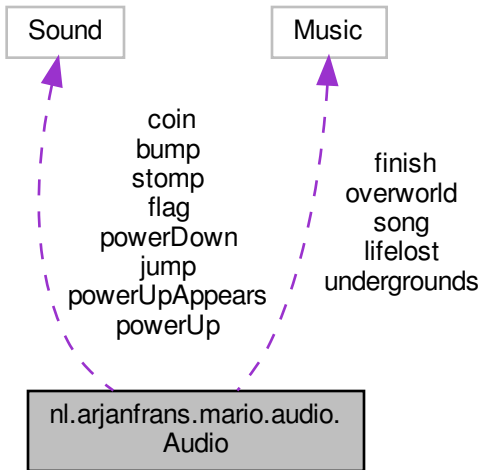 Sound
Music
coin
bump
stomp
flag
powerDown
jump
powerUpAppears
powerUp
finish
overworld
song
lifelost
undergrounds
nl.arjanfrans.mario.audio.
Audio